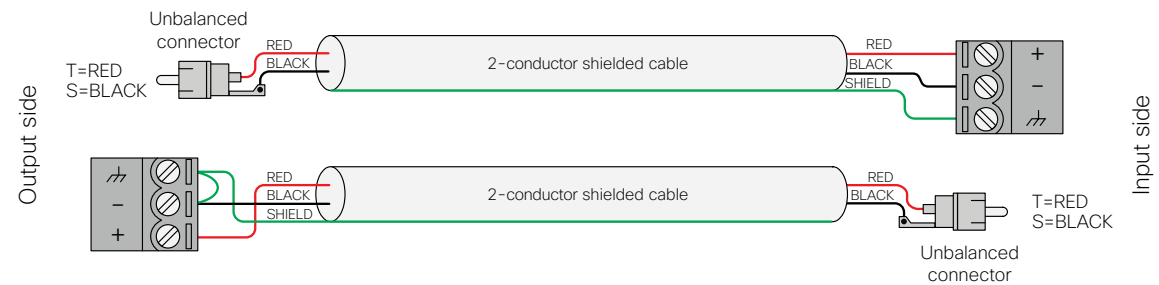 Output side
Unbalanced
connector
T=RED
S=BLACK
RED
BLACK
2-conductor shielded cable
RED
BLACK
SHIELD
+
−
Input side
−
+
RED
BLACK
SHIELD
2-conductor shielded cable
RED
BLACK
T=RED
S=BLACK
Unbalanced
connector